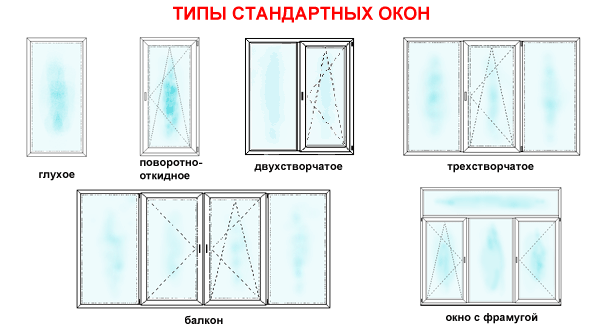 ТИПЫ СТАНДАРТНЫХ ОКОН
глухое
поворотно-
откидное
двухстворчатое
трехстворчатое
балкон
окно с фрамугой